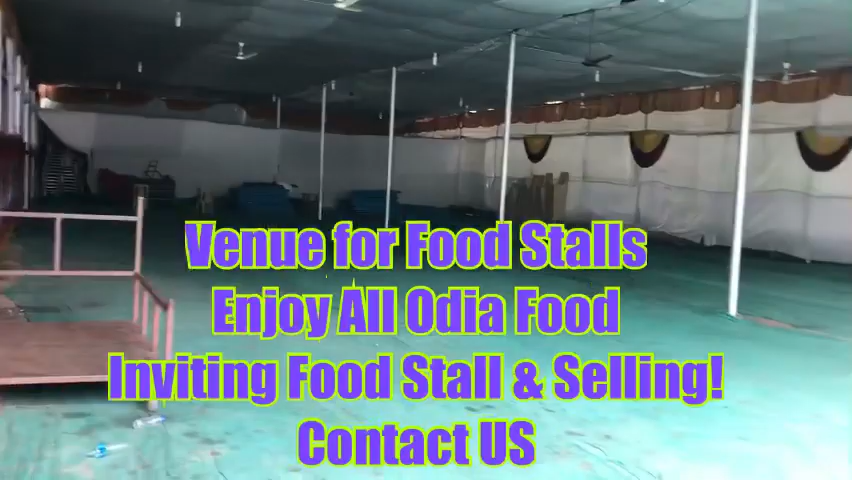 Venue for Food Stalls
Enjoy All Odia Food
Inviting Food Stall & Selling!
Contact US